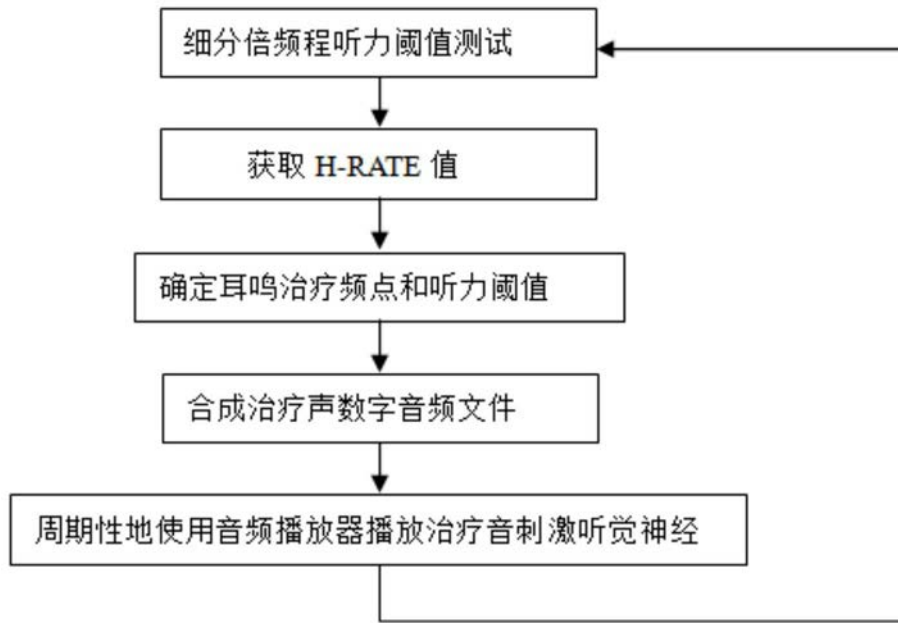 细分倍频程听力阈值测试
获取 H-RATE 值
确定耳鸣治疗频点和听力阈值
合成治疗声数字音频文件
周期性地使用音频播放器播放治疗音刺激听觉神经